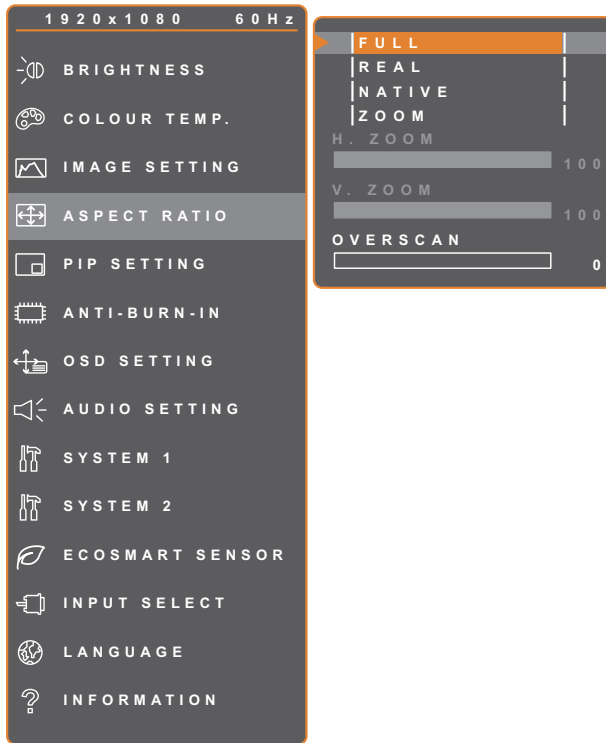 1920x1080 60Hz
BRIGHTNESS
COLOUR TEMP.
IMAGE SETTING
ASPECT RATIO
PIP SETTING
ANTI-BURN-IN
OSD SETTING
AUDIO SETTING
SYSTEM 1
SYSTEM 2
ECOSMART SENSOR
INPUT SELECT
LANGUAGE
INFORMATION
FULL
REAL
NATIVE
ZOOM
H. ZOOM
100
V. ZOOM
100
OVERSCAN
0